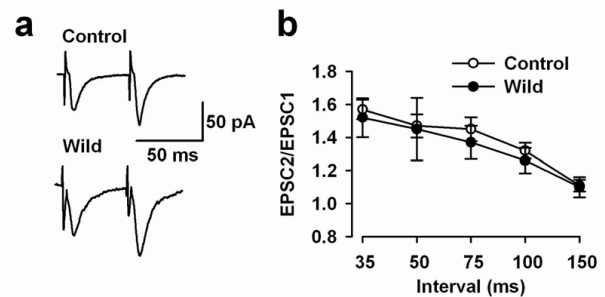 a
Control
50 pA
50 ms
Wild
b
Control
Wild
EPSC2/EPSC1
1.8
1.6
1.4
1.2
1.0
0.8
35 50 75 100 150
Interval (ms)